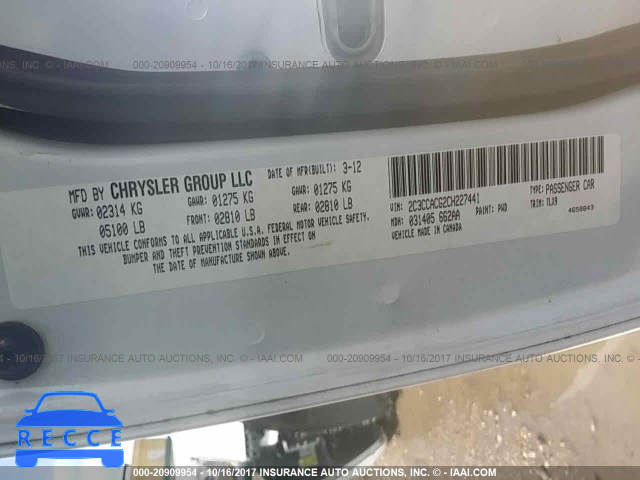 000-20909954 - 10/16/2017 INSURANCE AUTO AUCTIONS, INC. - © IAAI.COM
MFD BY CHRYSLER GROUP LLC
DATE OF MFR(BUILT): 3-12
GVWR: 02314 KG
GAWR: 01275 KG
GAWR: 01275 KG
05100 LB
FRONT: 02810 LB
REAR: 02810 LB
THIS VEHICLE CONFORMS TO ALL APPLICABLE U.S.A. FEDERAL MOTOR VEHICLE SAFETY,
BUMPER AND THEFT PREVENTION STANDARDS IN EFFECT ON
THE DATE OF MANUFACTURE SHOWN ABOVE.
VIN: 2C3CCACG2CH227441
TYPE: PASSENGER CAR
MDH: 031405 662AA
PAINT: PWD
TRIM: TLX9
VEHICLE MADE IN CANADA
4658043
000-20909954 - 10/16/2017 INSURANCE AUTO AUCTIONS, INC. - © IAAI.COM
RECCE
000-20909954 - 10/16/2017 INSURANCE AUTO AUCTIONS, INC. - © IAAI.COM